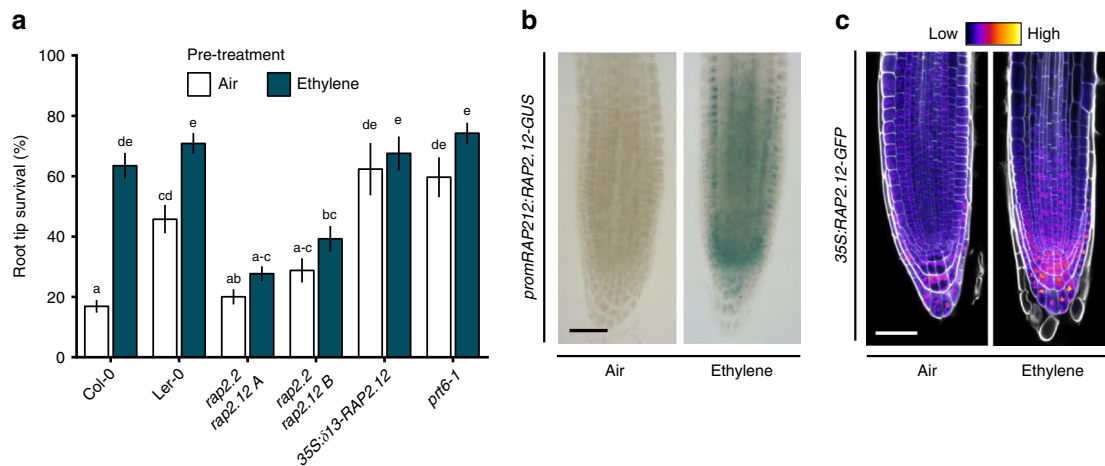 a
Pre-treatment
Air
Ethylene
Root tip survival (%)
100
80
60
40
20
0
a
de
cd
e
ab
a-c
a-c
bc
de
e
de
e
Col-0
Ler-0
rap2.2
rap2.12 A
rap2.2
rap2.12 B
35S:δ13-RAP2.12
prt6-1
b
promRAP212:RAP2.12-GUS
Air
Ethylene
c
Low
High
35S:RAP2.12-GFP
Air
Ethylene